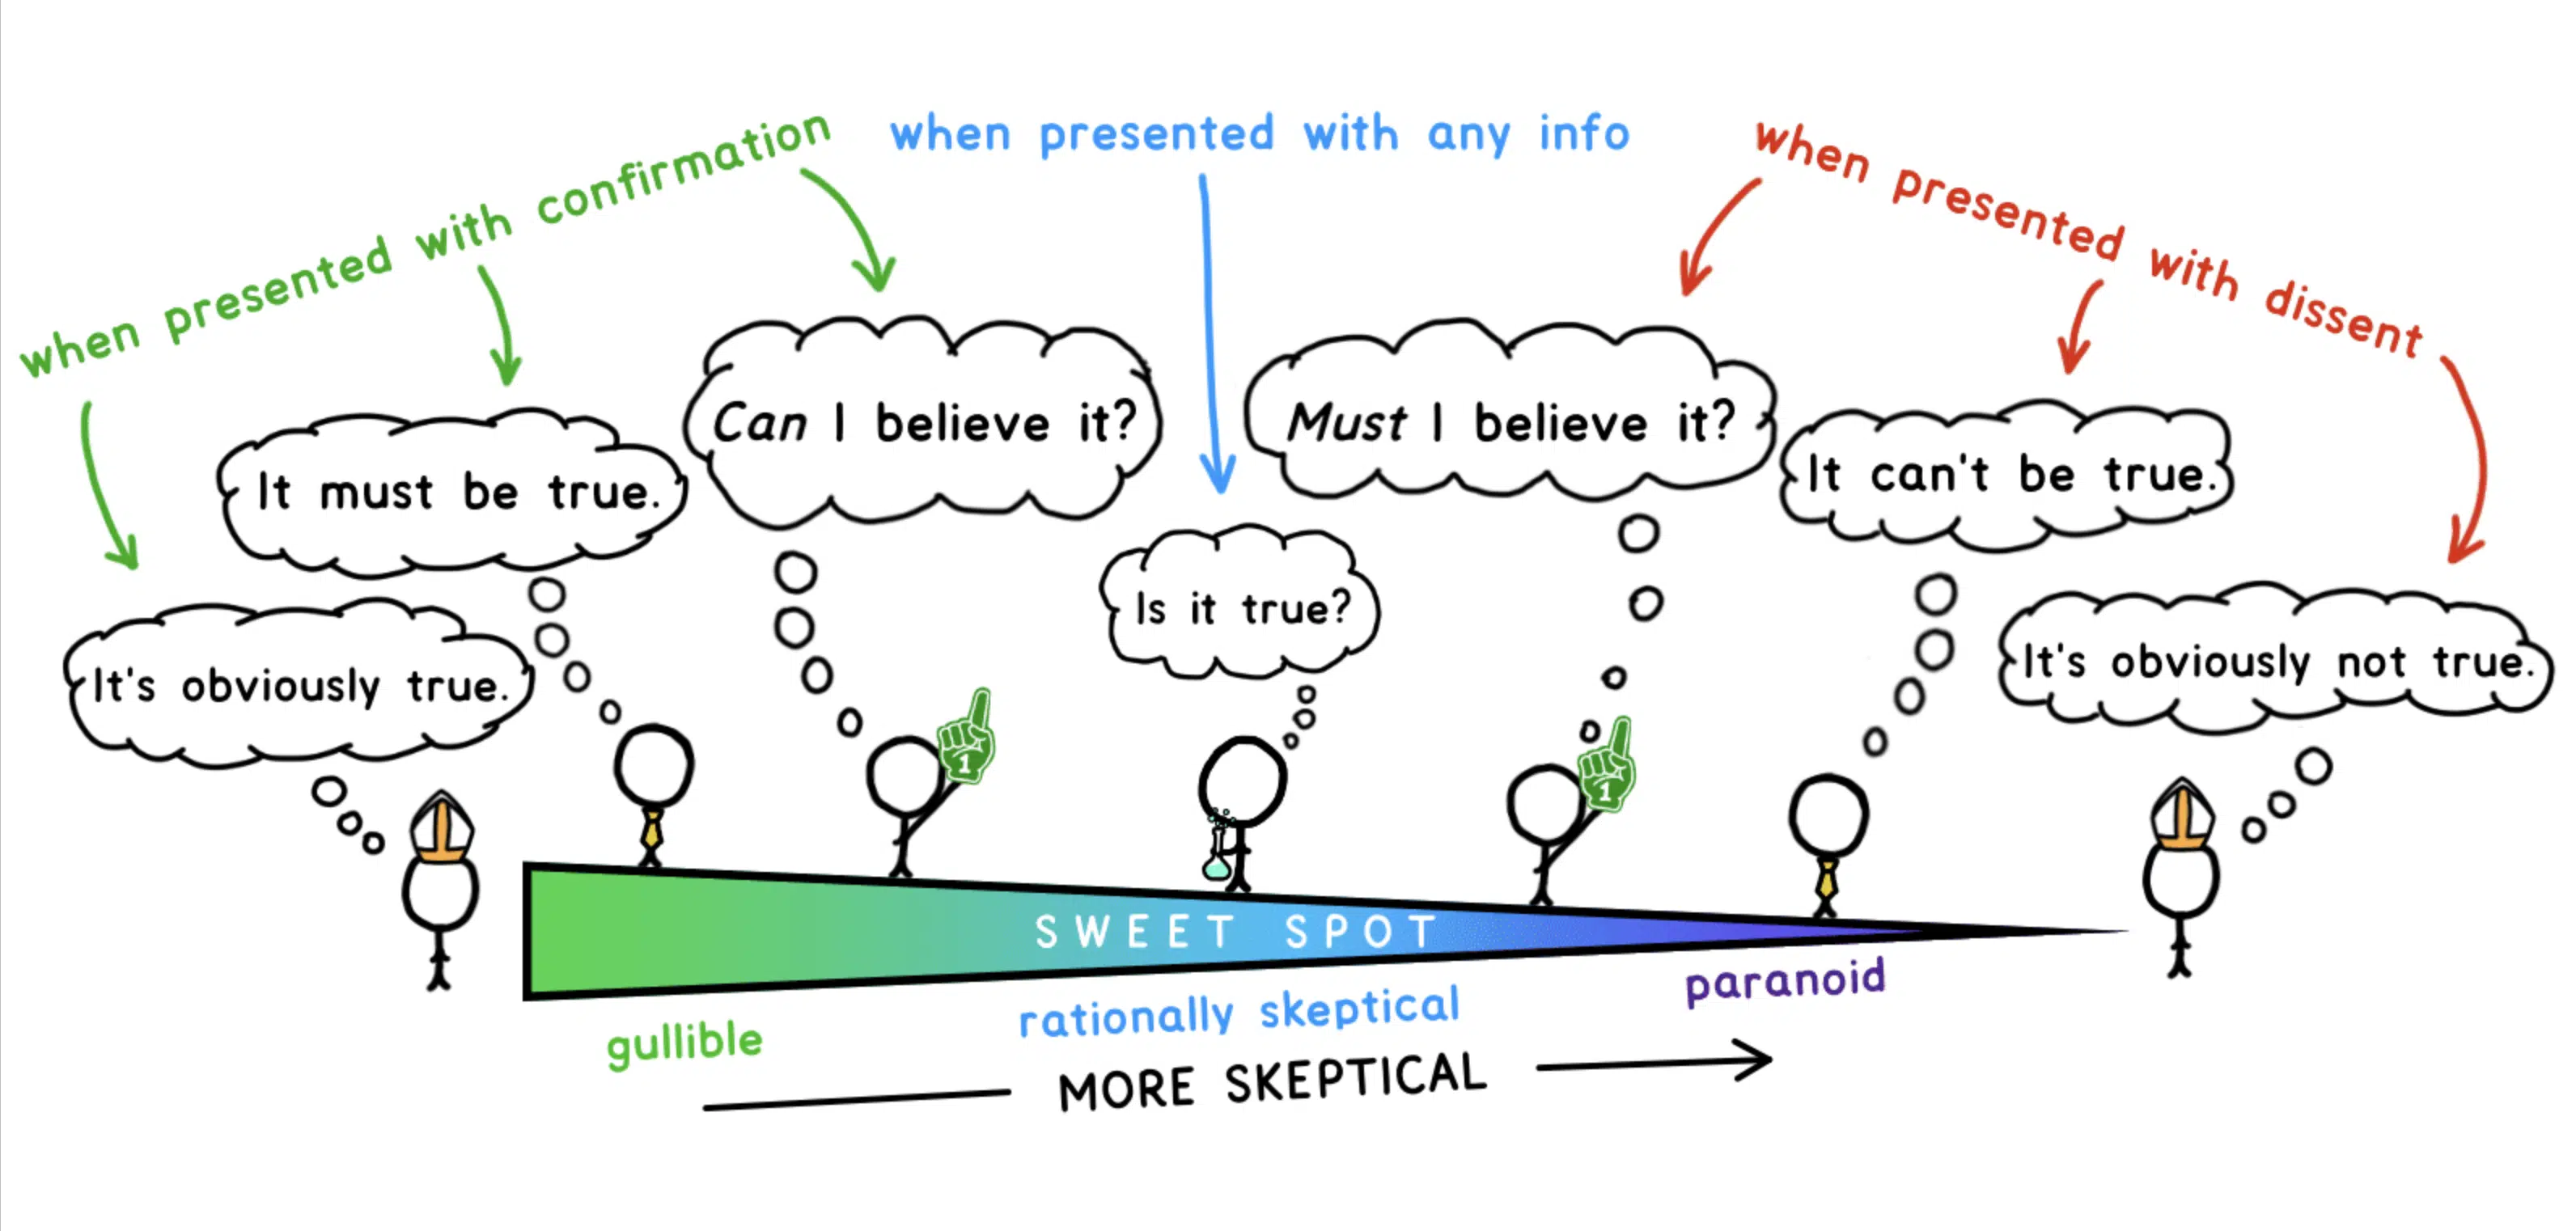 when presented with confirmation
when presented with any info
when presented with dissent
It's obviously true.
It must be true.
Can I believe it?
Is it true?
Must I believe it?
It can't be true.
It's obviously not true.
1
1
SWEET SPOT
gullible
rationally skeptical
paranoid
MORE SKEPTICAL